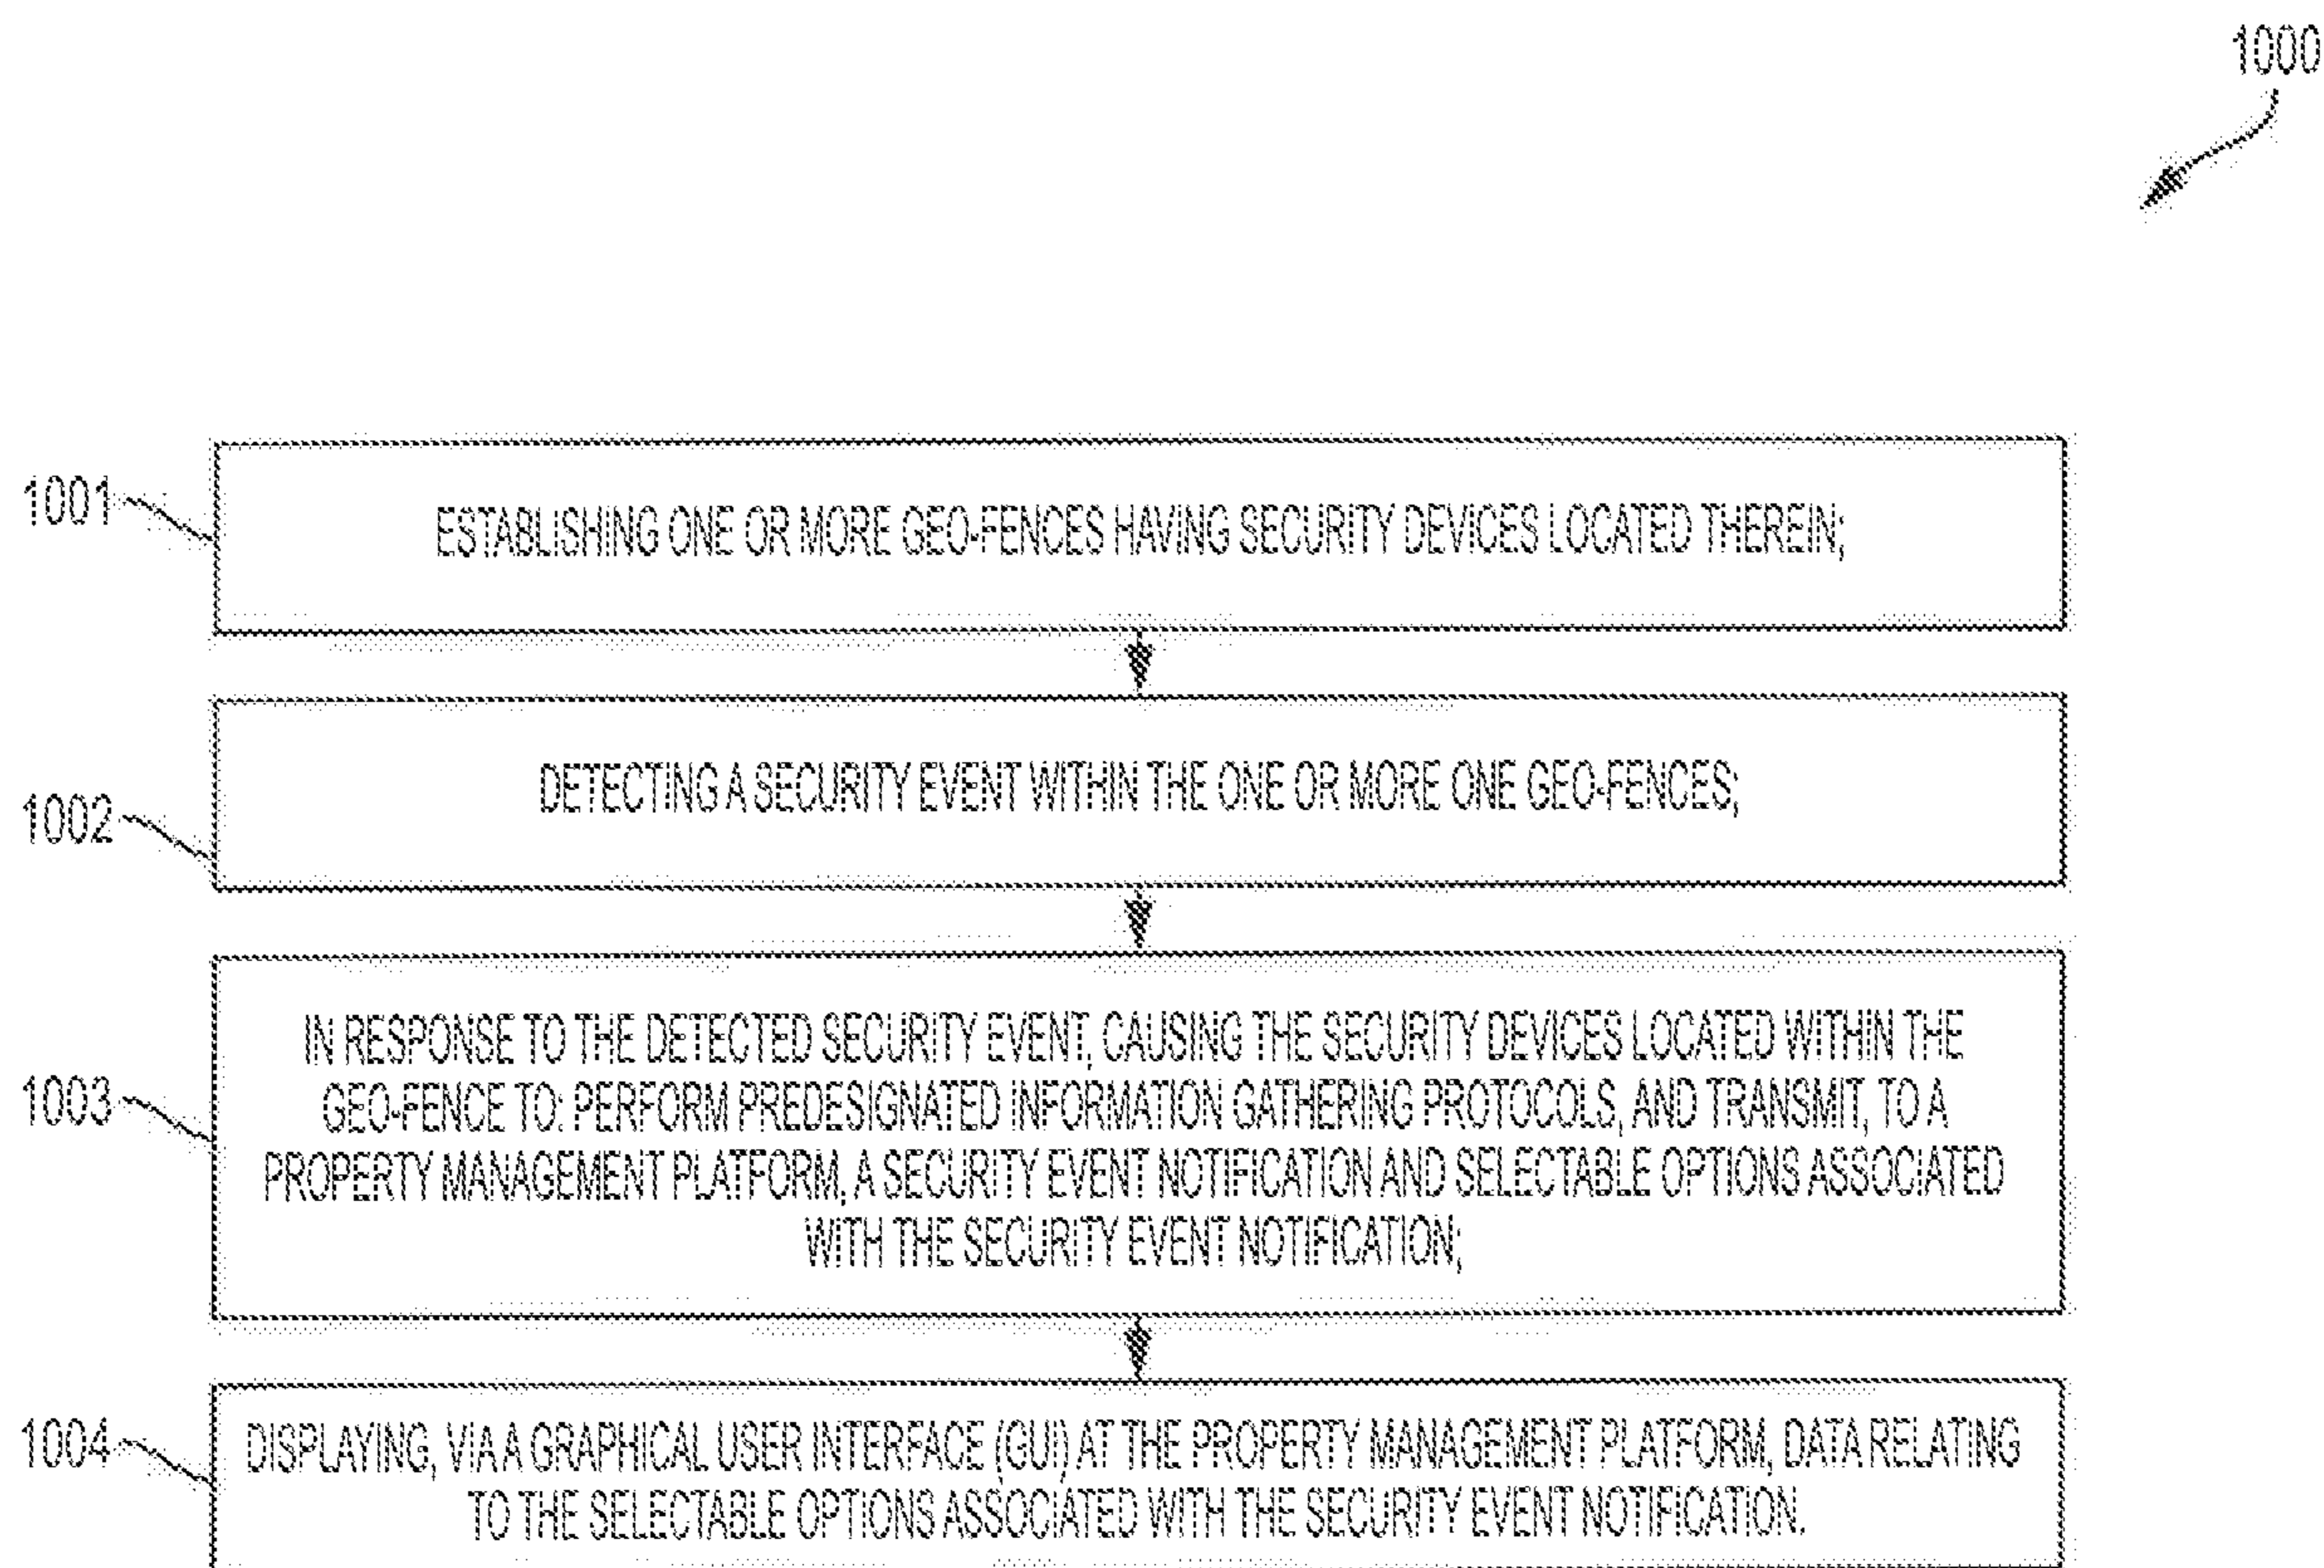 1000
1001
ESTABLISHING ONE OR MORE GEO-FENCES HAVING SECURITY DEVICES LOCATED THEREIN;
1002
DETECTING A SECURITY EVENT WITHIN THE ONE OR MORE ONE GEO-FENCES;
1003
IN RESPONSE TO THE DETECTED SECURITY EVENT, CAUSING THE SECURITY DEVICES LOCATED WITHIN THE
GEO-FENCE TO: PERFORM PREDESIGNATED INFORMATION GATHERING PROTOCOLS, AND TRANSMIT, TO A
PROPERTY MANAGEMENT PLATFORM, A SECURITY EVENT NOTIFICATION AND SELECTABLE OPTIONS ASSOCIATED
WITH THE SECURITY EVENT NOTIFICATION;
1004
DISPLAYING, VIA A GRAPHICAL USER INTERFACE (GUI) AT THE PROPERTY MANAGEMENT PLATFORM, DATA RELATING
TO THE SELECTABLE OPTIONS ASSOCIATED WITH THE SECURITY EVENT NOTIFICATION.